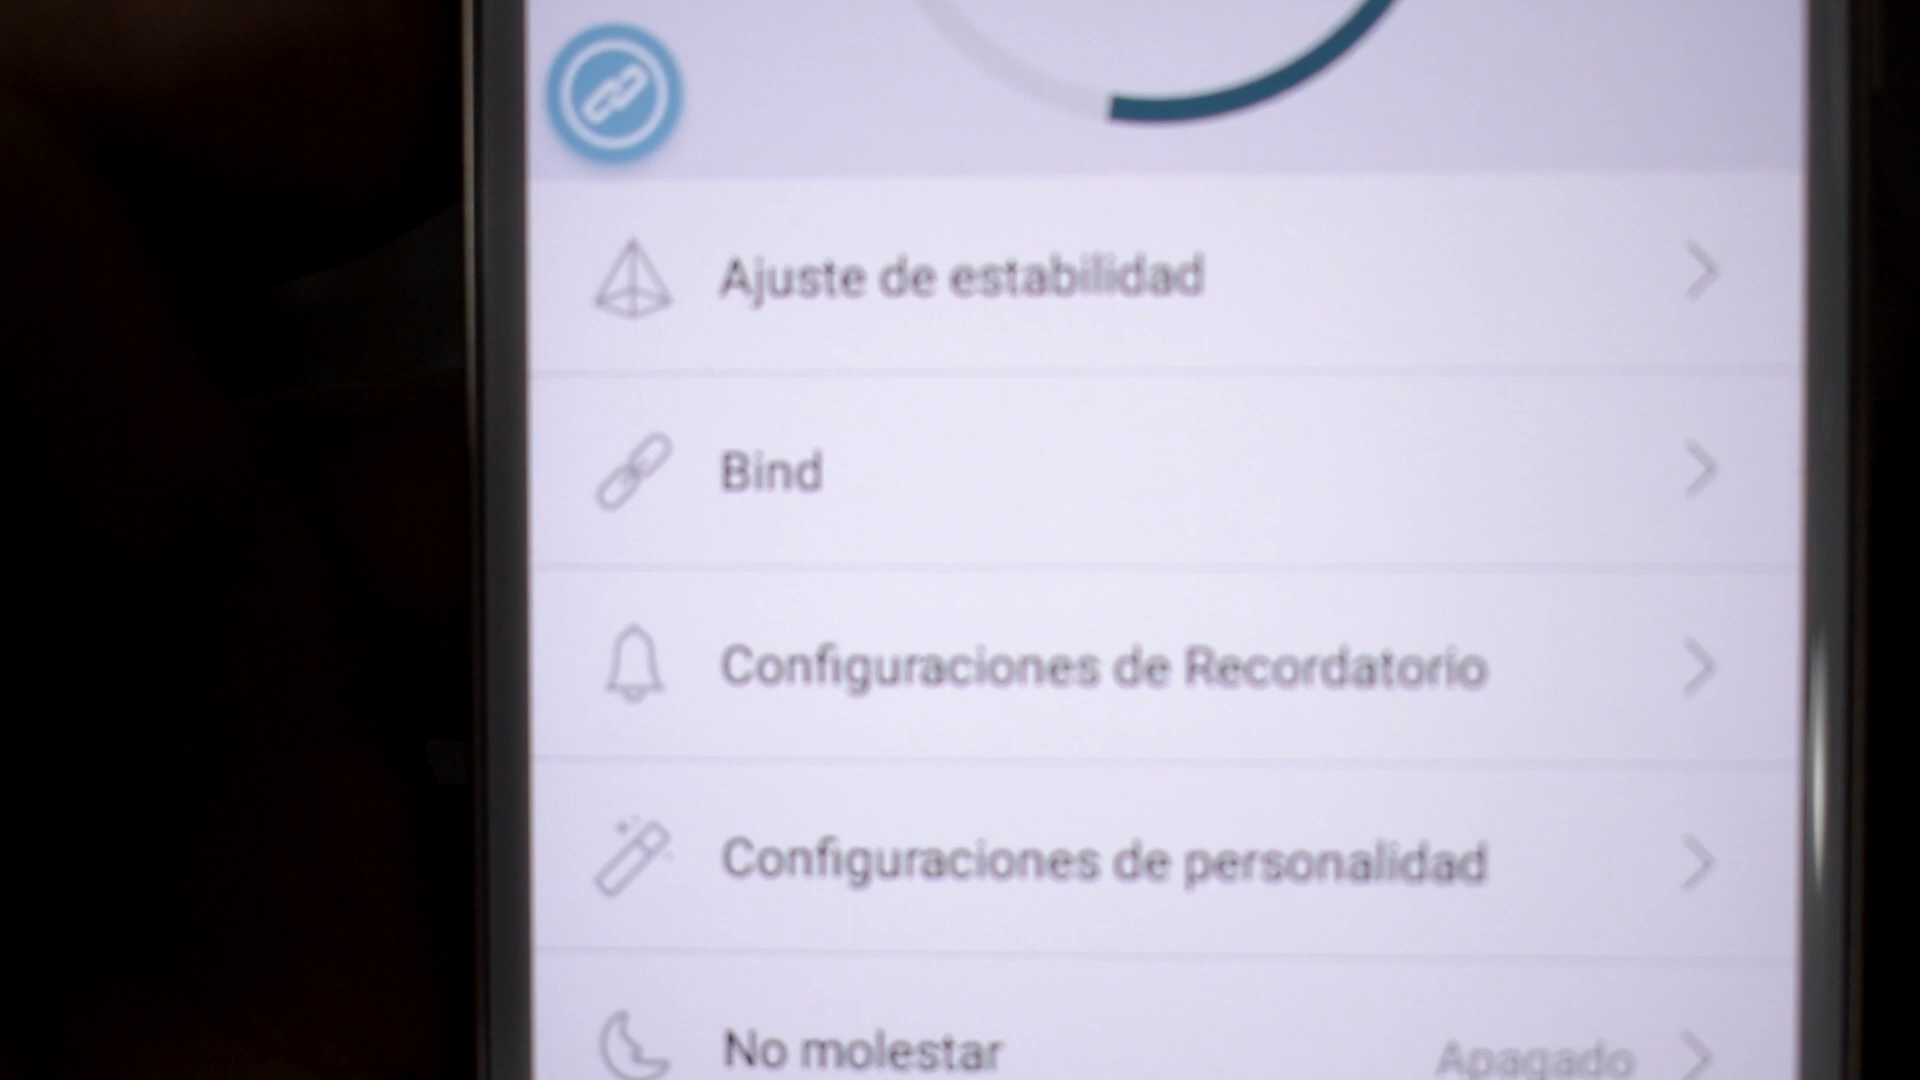 Ajuste de estabilidad
Bind
Configuraciones de Recordatorio
Configuraciones de personalidad
No molestar Apagado